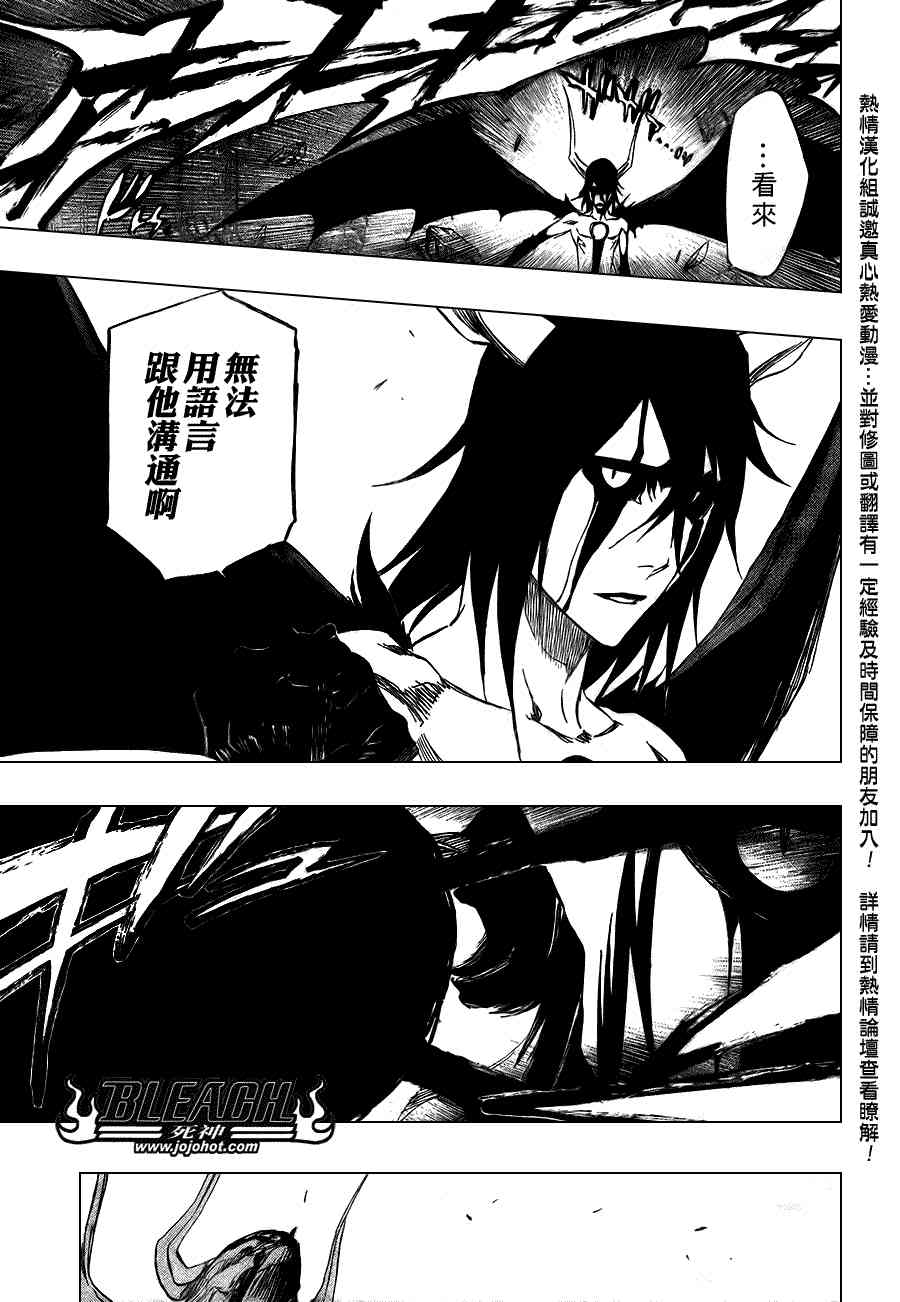 …看來
無法
用語言
跟他溝通啊
熱情漢化組誠邀真心熱愛動漫…並對修圖或翻譯有一定經驗及時間保障的朋友加入！ 詳情請到熱情論壇查看瞭解！
BLEACH
死神
www.jojohot.com